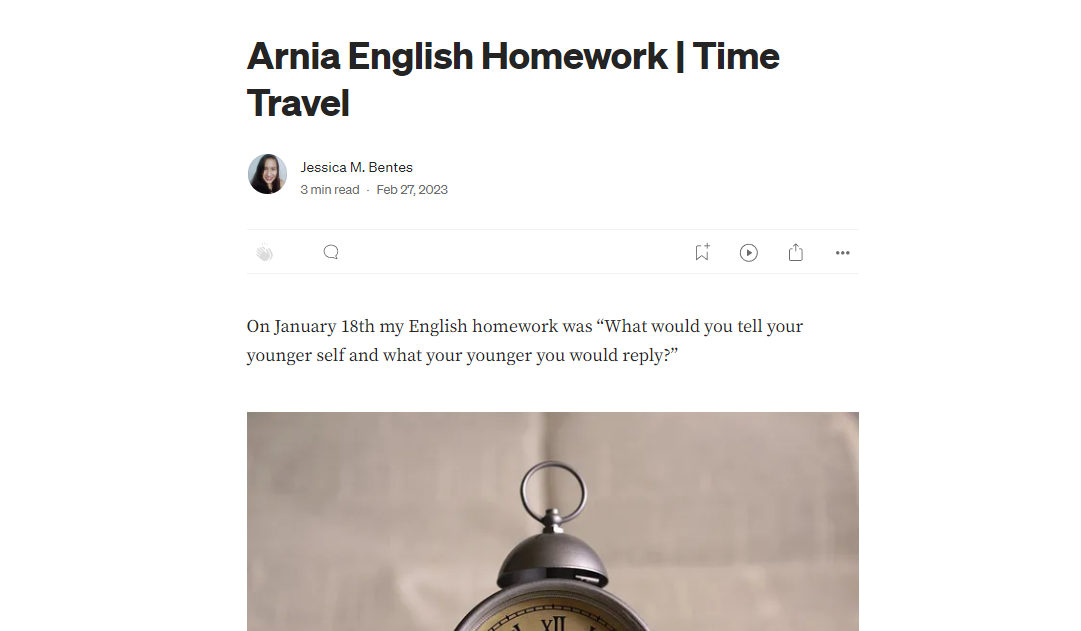 Arnia English Homework | Time
Travel
Jessica M. Bentes
3 min read · Feb 27, 2023
On January 18th my English homework was “What would you tell your
younger self and what your younger you would reply?”
XII